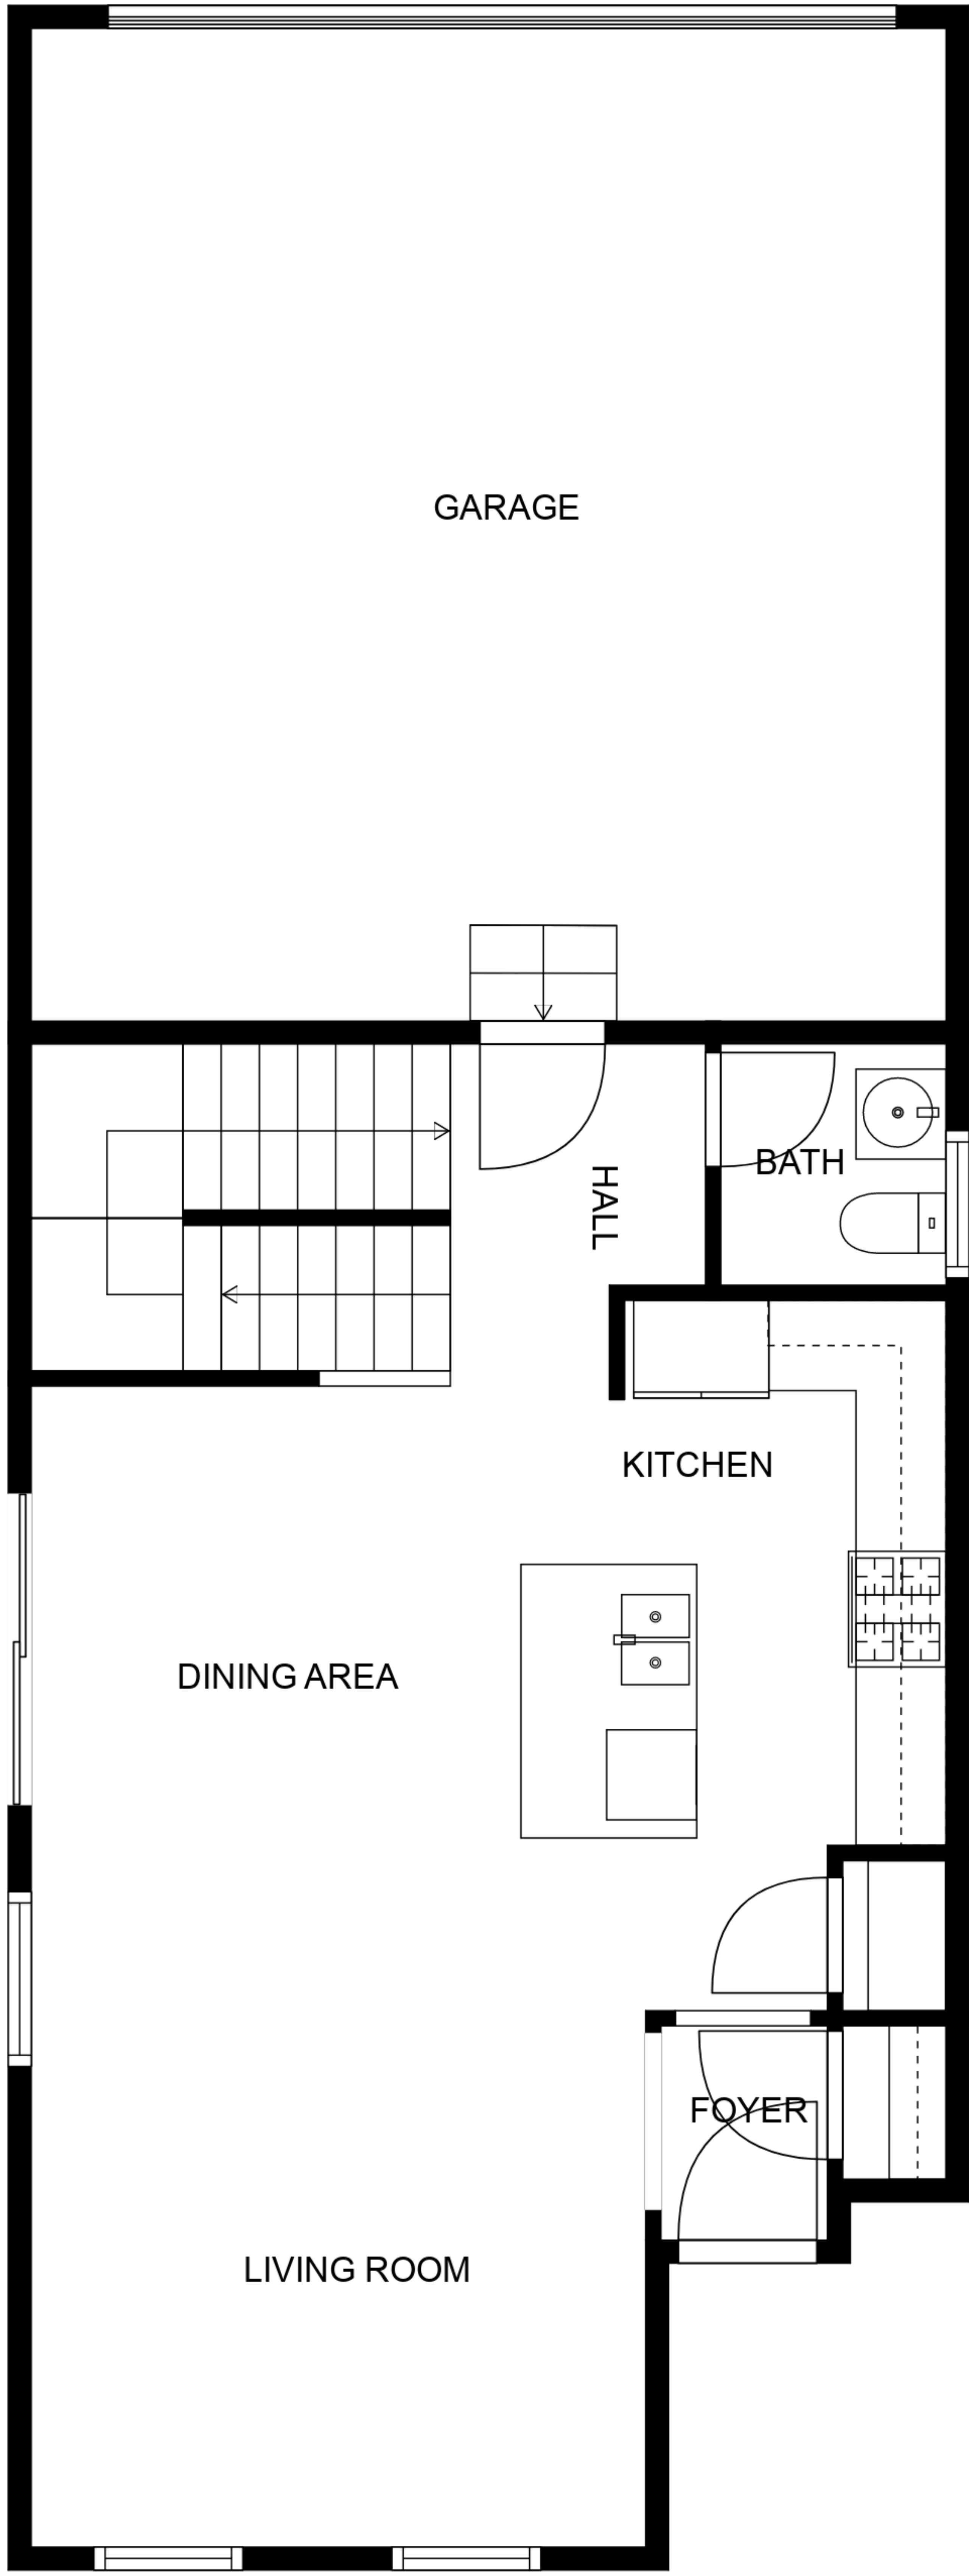 GARAGE
BATH
HALL
KITCHEN
DINING AREA
FOYER
LIVING ROOM